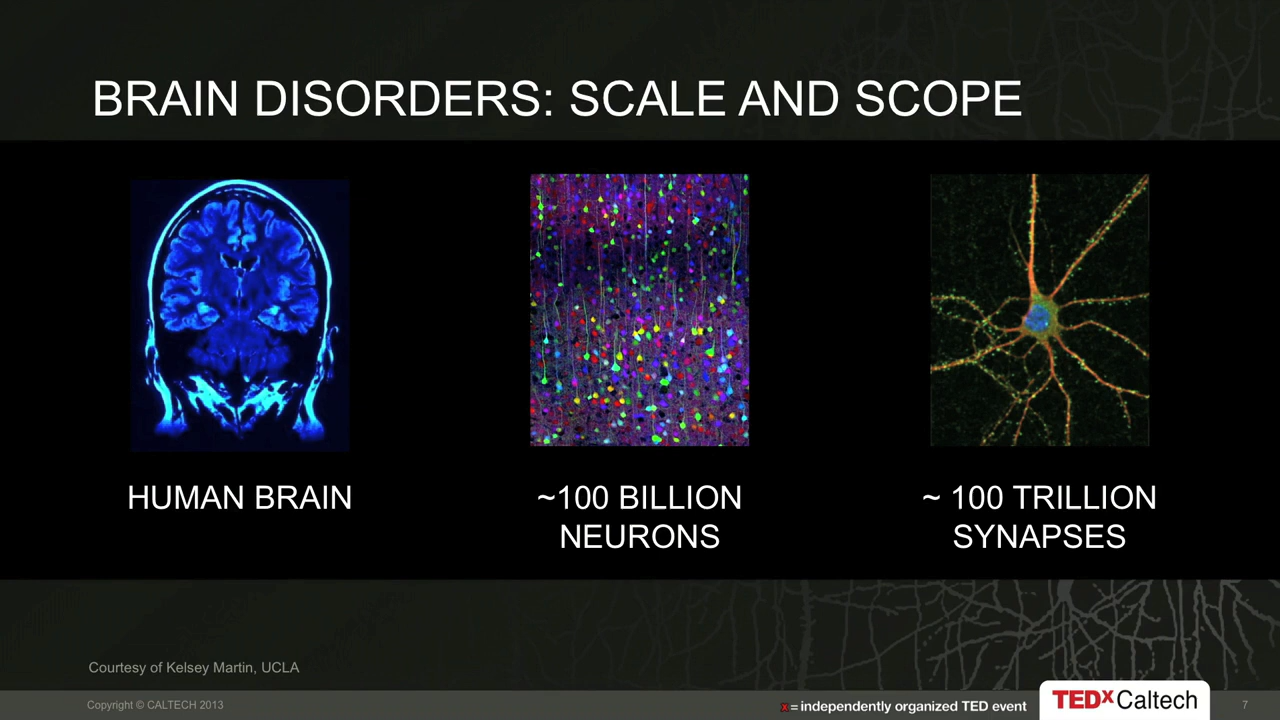 BRAIN DISORDERS: SCALE AND SCOPE
HUMAN BRAIN
~100 BILLION
NEURONS
~ 100 TRILLION
SYNAPSES
Courtesy of Kelsey Martin, UCLA
Copyright © CALTECH 2013
x = independently organized TED event
TEDxCaltech
7